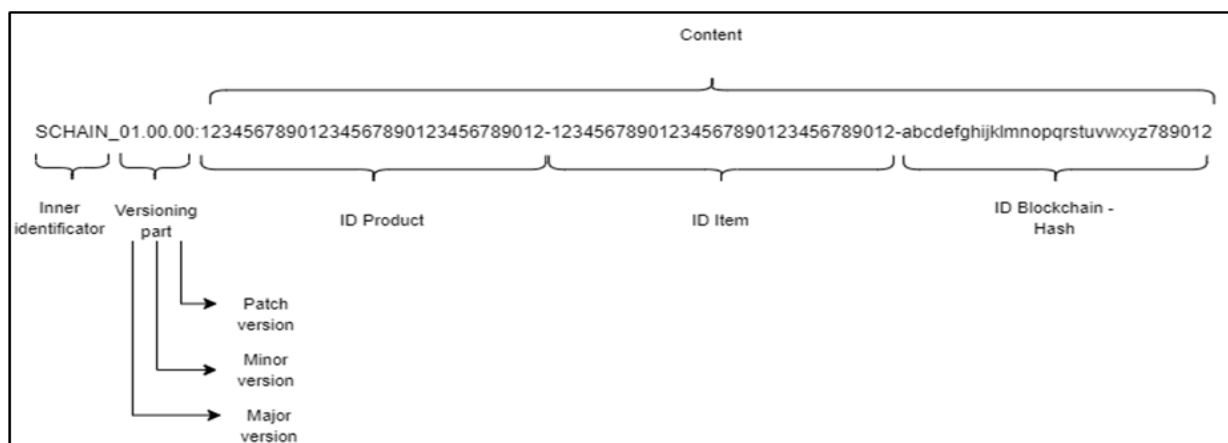 Content
SCHAIN_01.00.00:12345678901234567890123456789012-12345678901234567890123456789012-abcdefghijklmnopqrstuvwxyz789012
Inner
identificator
Versioning
part
ID Product
ID Item
ID Blockchain -
Hash
Patch
version
Minor
version
Major
version